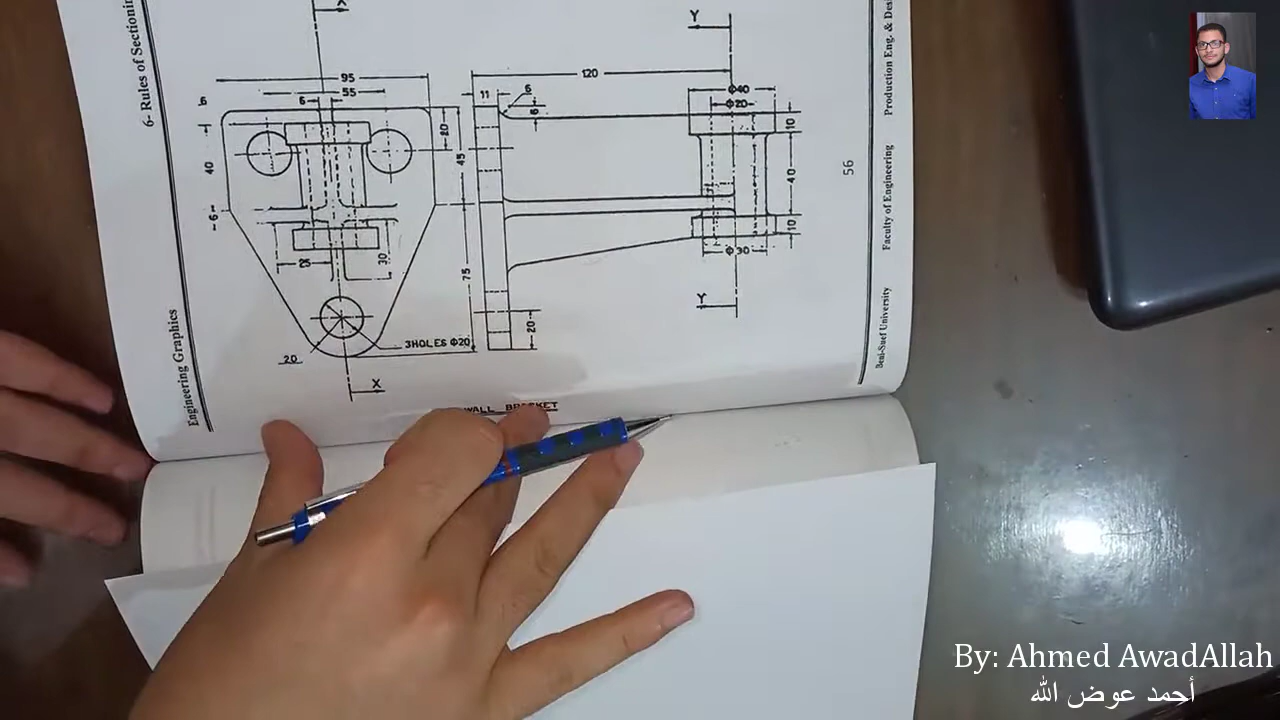 6- Rules of Sectioning
Engineering Graphics
Production Eng. & Des
Faculty of Engineering
Beni-Suef University
56
X
95
55
6
6
40
6
20
45
75
25
30
20
3HOLES Φ20
X
Y
120
11
6
6
Φ40
Φ20
10
40
10
Φ30
Y
20
WALL BRACKET
By: Ahmed AwadAllah
أحمد عوض الله